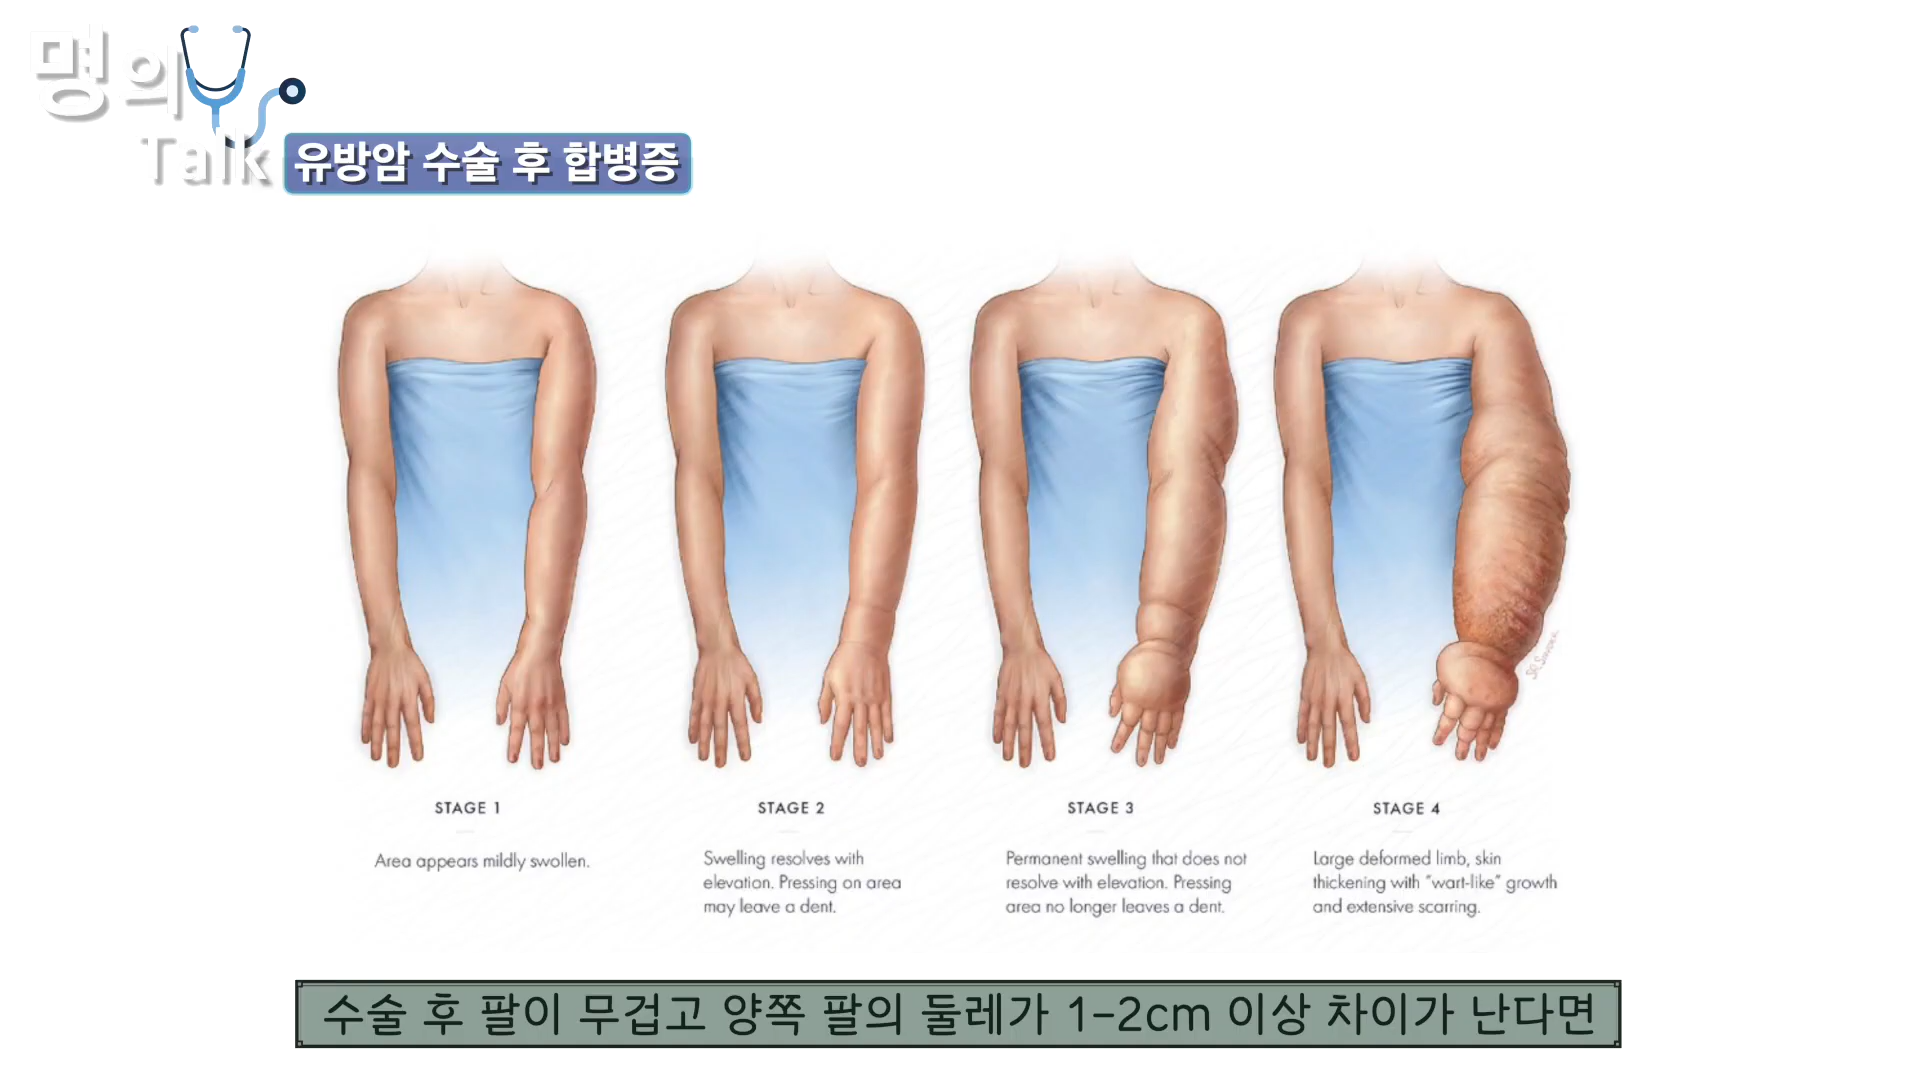 명의
Talk
유방암 수술 후 합병증
STAGE 1
Area appears mildly swollen.
STAGE 2
Swelling resolves with
elevation. Pressing on area
may leave a dent.
STAGE 3
Permanent swelling that does not
resolve with elevation. Pressing
area no longer leaves a dent.
STAGE 4
Large deformed limb, skin
thickening with "wart-like" growth
and extensive scarring.
수술 후 팔이 무겁고 양쪽 팔의 둘레가 1-2cm 이상 차이가 난다면